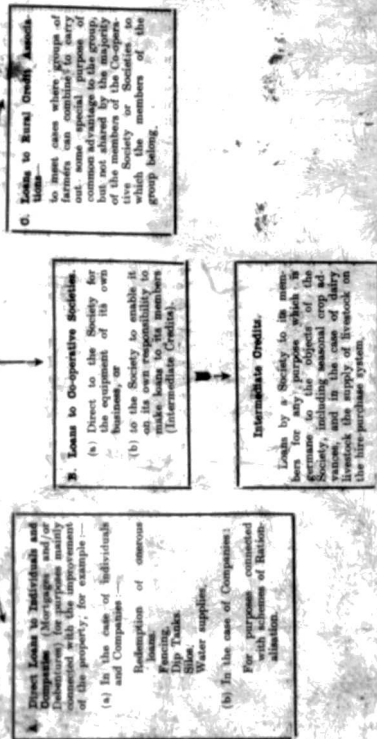 A. Direct Loans to Individuals and
Companies (Mortgages and/or
Debentures) for purposes mainly
connected with the improvement
of the property, for example:—
(a) In the case of individuals
and Companies:—
Redemption of onerous
loans,
Fencing,
Dip Tanks
Silos,
Water supplies.
(b) In the case of Companies:
For purposes connected
with schemes of Ration-
alisation.
B. Loans to Co-operative Societies.
(a) Direct to the Society for
the equipment of its own
business, or
(b) to the Society to enable it
on its own responsibility to
make loans to its members
(Intermediate Credits).
Intermediate Credits.
Loans by a Society to its mem-
bers for any purpose which is
germane to the objects of the
Society, including seasonal crop ad-
vances, and in the case of dairy
livestock the supply of livestock on
the hire-purchase system.
C. Loans to Rural Credit Associa-
tions—
to meet cases where groups of
farmers can combine to carry
out some special purpose of
common advantage to the group,
but not shared by the majority
of the members of the Co-opera-
tive Society or Societies to
which the members of the
group belong.